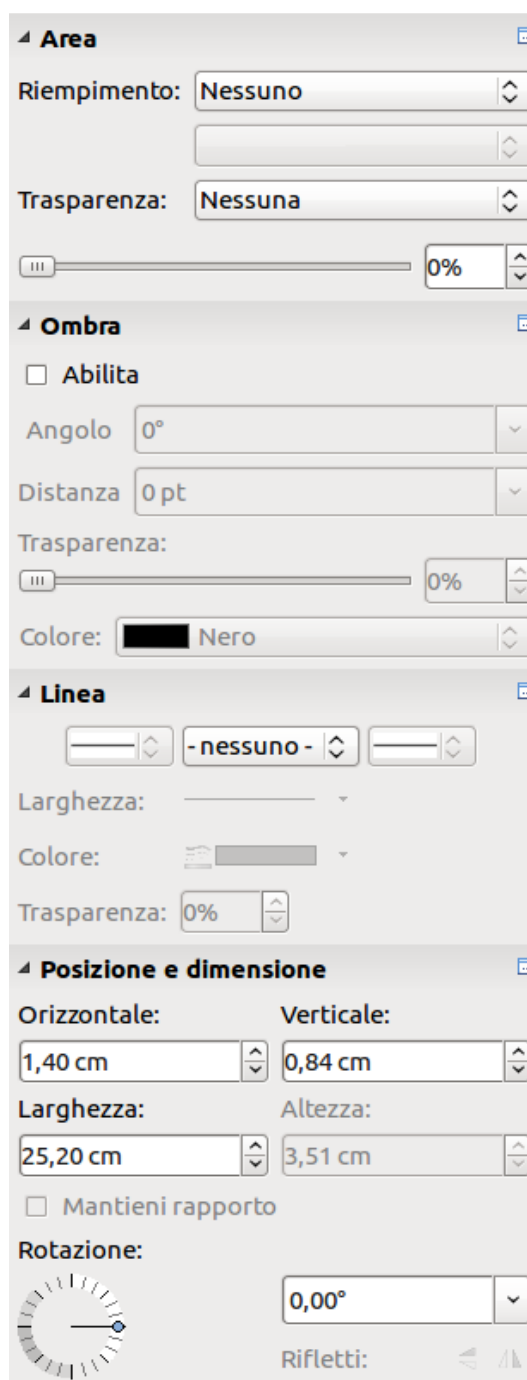 Area
Riempimento: Nessuno
Trasparenza: Nessuna
0%
Ombra
Abilita
Angolo 0°
Distanza 0 pt
Trasparenza:
0%
Colore: Nero
Linea
- nessuno -
Larghezza:
Colore:
Trasparenza: 0%
Posizione e dimensione
Orizzontale: Verticale:
1,40 cm 0,84 cm
Larghezza: Altezza:
25,20 cm 3,51 cm
Mantieni rapporto
Rotazione:
0,00°
Rifletti: